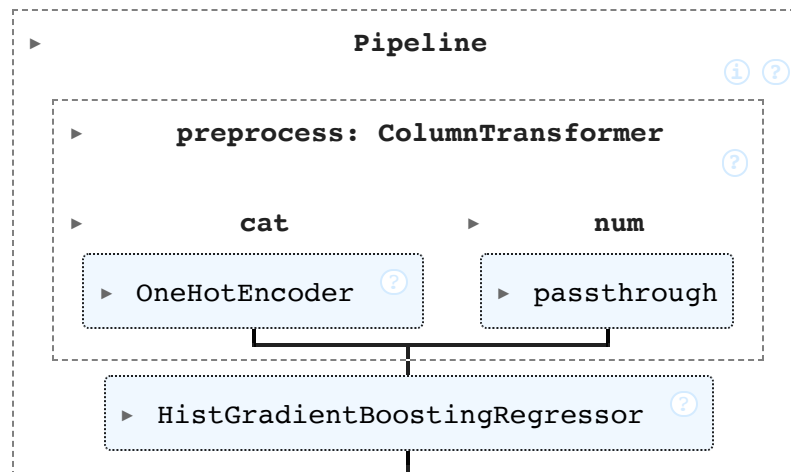 ▸ Pipeline
i ?
▸ preprocess: ColumnTransformer
?
▸ cat ▸ num
▸ OneHotEncoder ? ▸ passthrough
▸ HistGradientBoostingRegressor ?